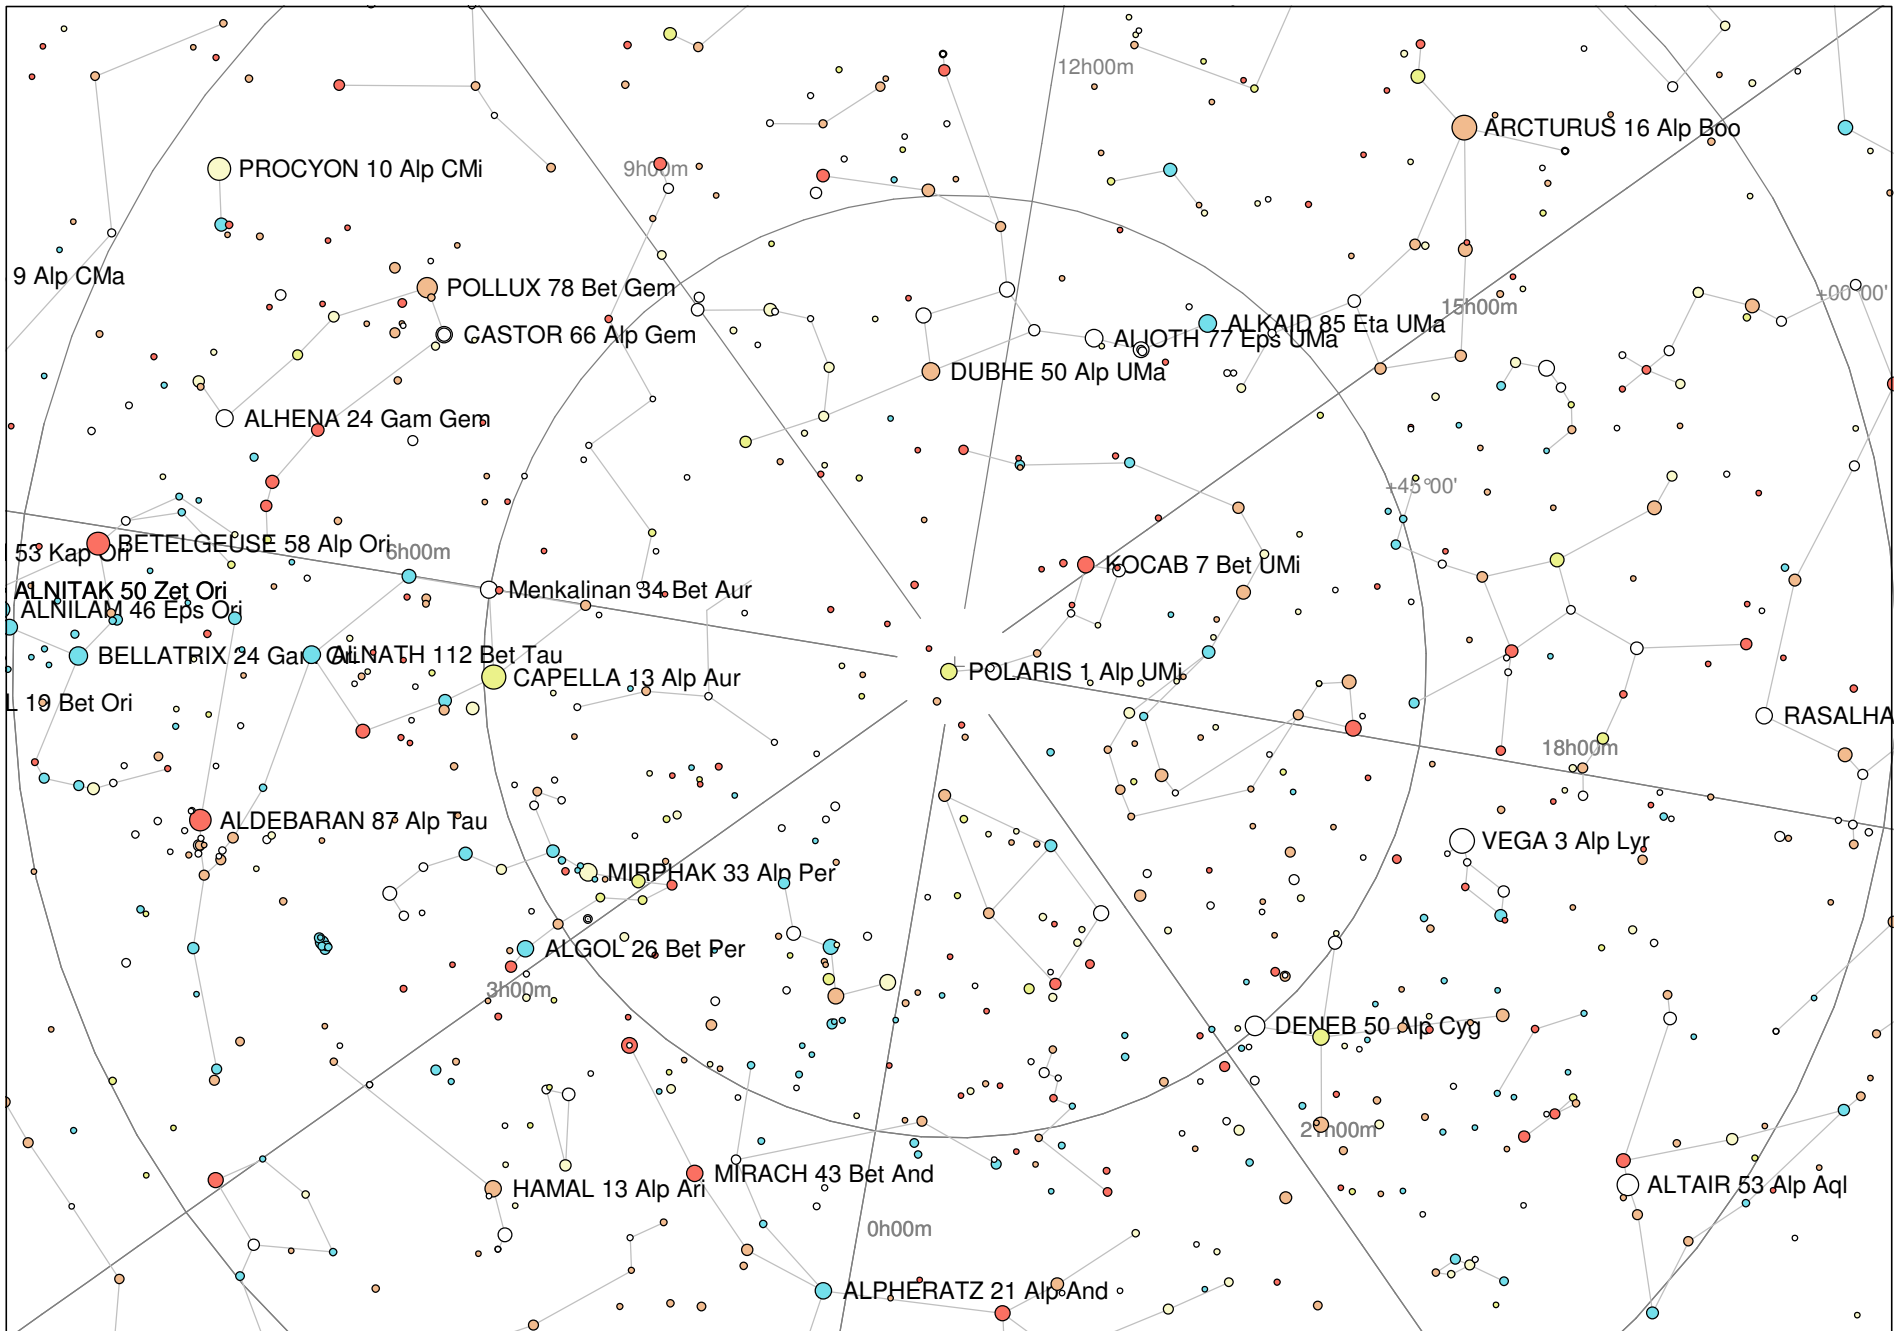 12h00m
ARCTURUS 16 Alp Boo
PROCYON 10 Alp CMi
9h00m
9 Alp CMa
POLLUX 78 Bet Gem
+00°00'
15h00m
CASTOR 66 Alp Gem
ALKAID 85 Eta UMa
ALIOTH 77 Eps UMa
DUBHE 50 Alp UMa
ALHENA 24 Gam Gem
+45°00'
BETELGEUSE 58 Alp Ori
53 Kap Ori
6h00m
KOCAB 7 Bet UMi
ALNITAK 50 Zet Ori
Menkalinan 34 Bet Aur
ALNILAM 46 Eps Ori
BELLATRIX 24 Gam Ori
ALNATH 112 Bet Tau
POLARIS 1 Alp UMi
CAPELLA 13 Alp Aur
L 19 Bet Ori
RASALHA
18h00m
ALDEBARAN 87 Alp Tau
VEGA 3 Alp Lyr
MIRPHAK 33 Alp Per
ALGOL 26 Bet Per
3h00m
DENEB 50 Alp Cyg
21h00m
MIRACH 43 Bet And
HAMAL 13 Alp Ari
ALTAIR 53 Alp Aql
0h00m
ALPHERATZ 21 Alp And